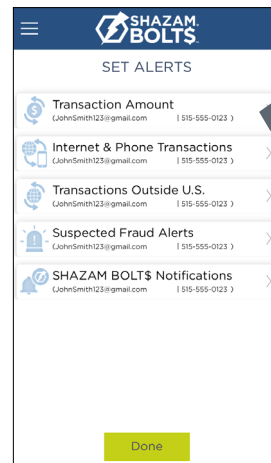 SHAZAM.
BOLT$.
SET ALERTS
Transaction Amount
(JohnSmith123@gmail.com | 515-555-0123 )
Internet & Phone Transactions
(JohnSmith123@gmail.com | 515-555-0123 )
Transactions Outside U.S.
(JohnSmith123@gmail.com | 515-555-0123 )
Suspected Fraud Alerts
(JohnSmith123@gmail.com | 515-555-0123 )
SHAZAM BOLT$ Notifications
(JohnSmith123@gmail.com | 515-555-0123 )
Done